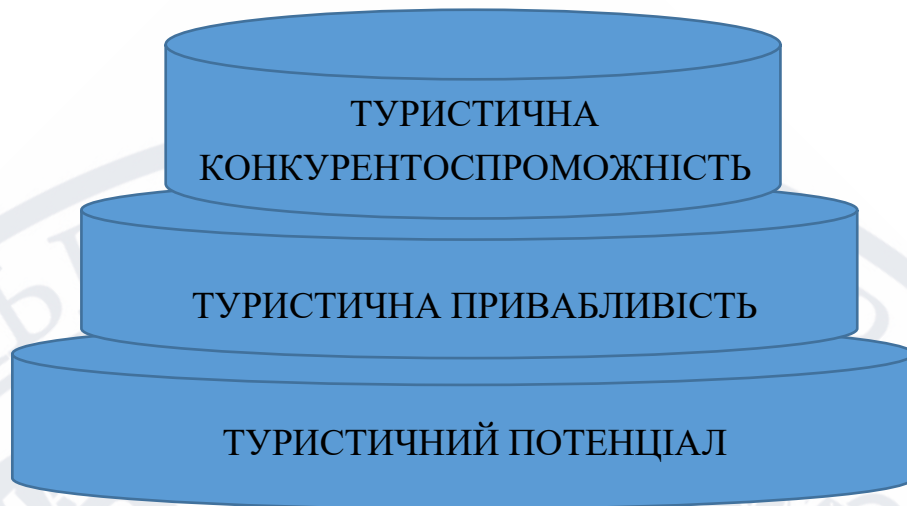 ТУРИСТИЧНА
КОНКУРЕНТОСПРОМОЖНІСТЬ
ТУРИСТИЧНА ПРИВАБЛИВІСТЬ
ТУРИСТИЧНИЙ ПОТЕНЦІАЛ